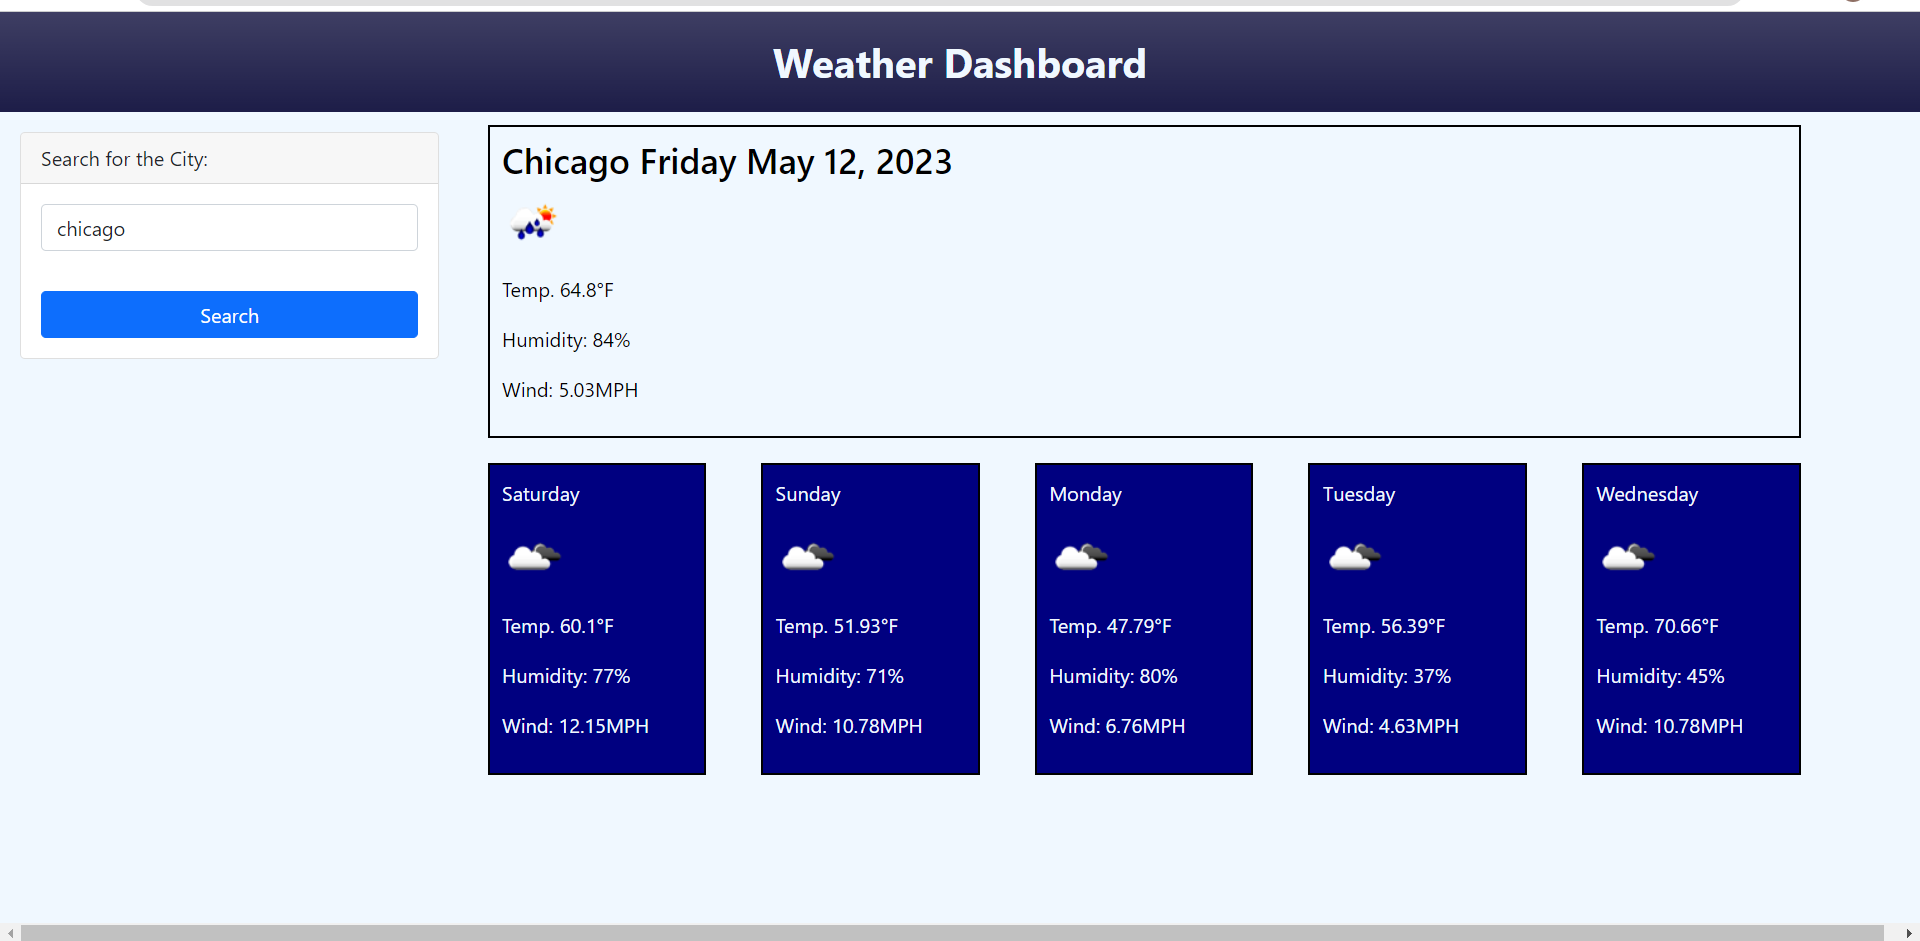 Weather Dashboard
Search for the City:
chicago
Search
Chicago Friday May 12, 2023
Temp. 64.8°F
Humidity: 84%
Wind: 5.03MPH
Saturday
Temp. 60.1°F
Humidity: 77%
Wind: 12.15MPH
Sunday
Temp. 51.93°F
Humidity: 71%
Wind: 10.78MPH
Monday
Temp. 47.79°F
Humidity: 80%
Wind: 6.76MPH
Tuesday
Temp. 56.39°F
Humidity: 37%
Wind: 4.63MPH
Wednesday
Temp. 70.66°F
Humidity: 45%
Wind: 10.78MPH